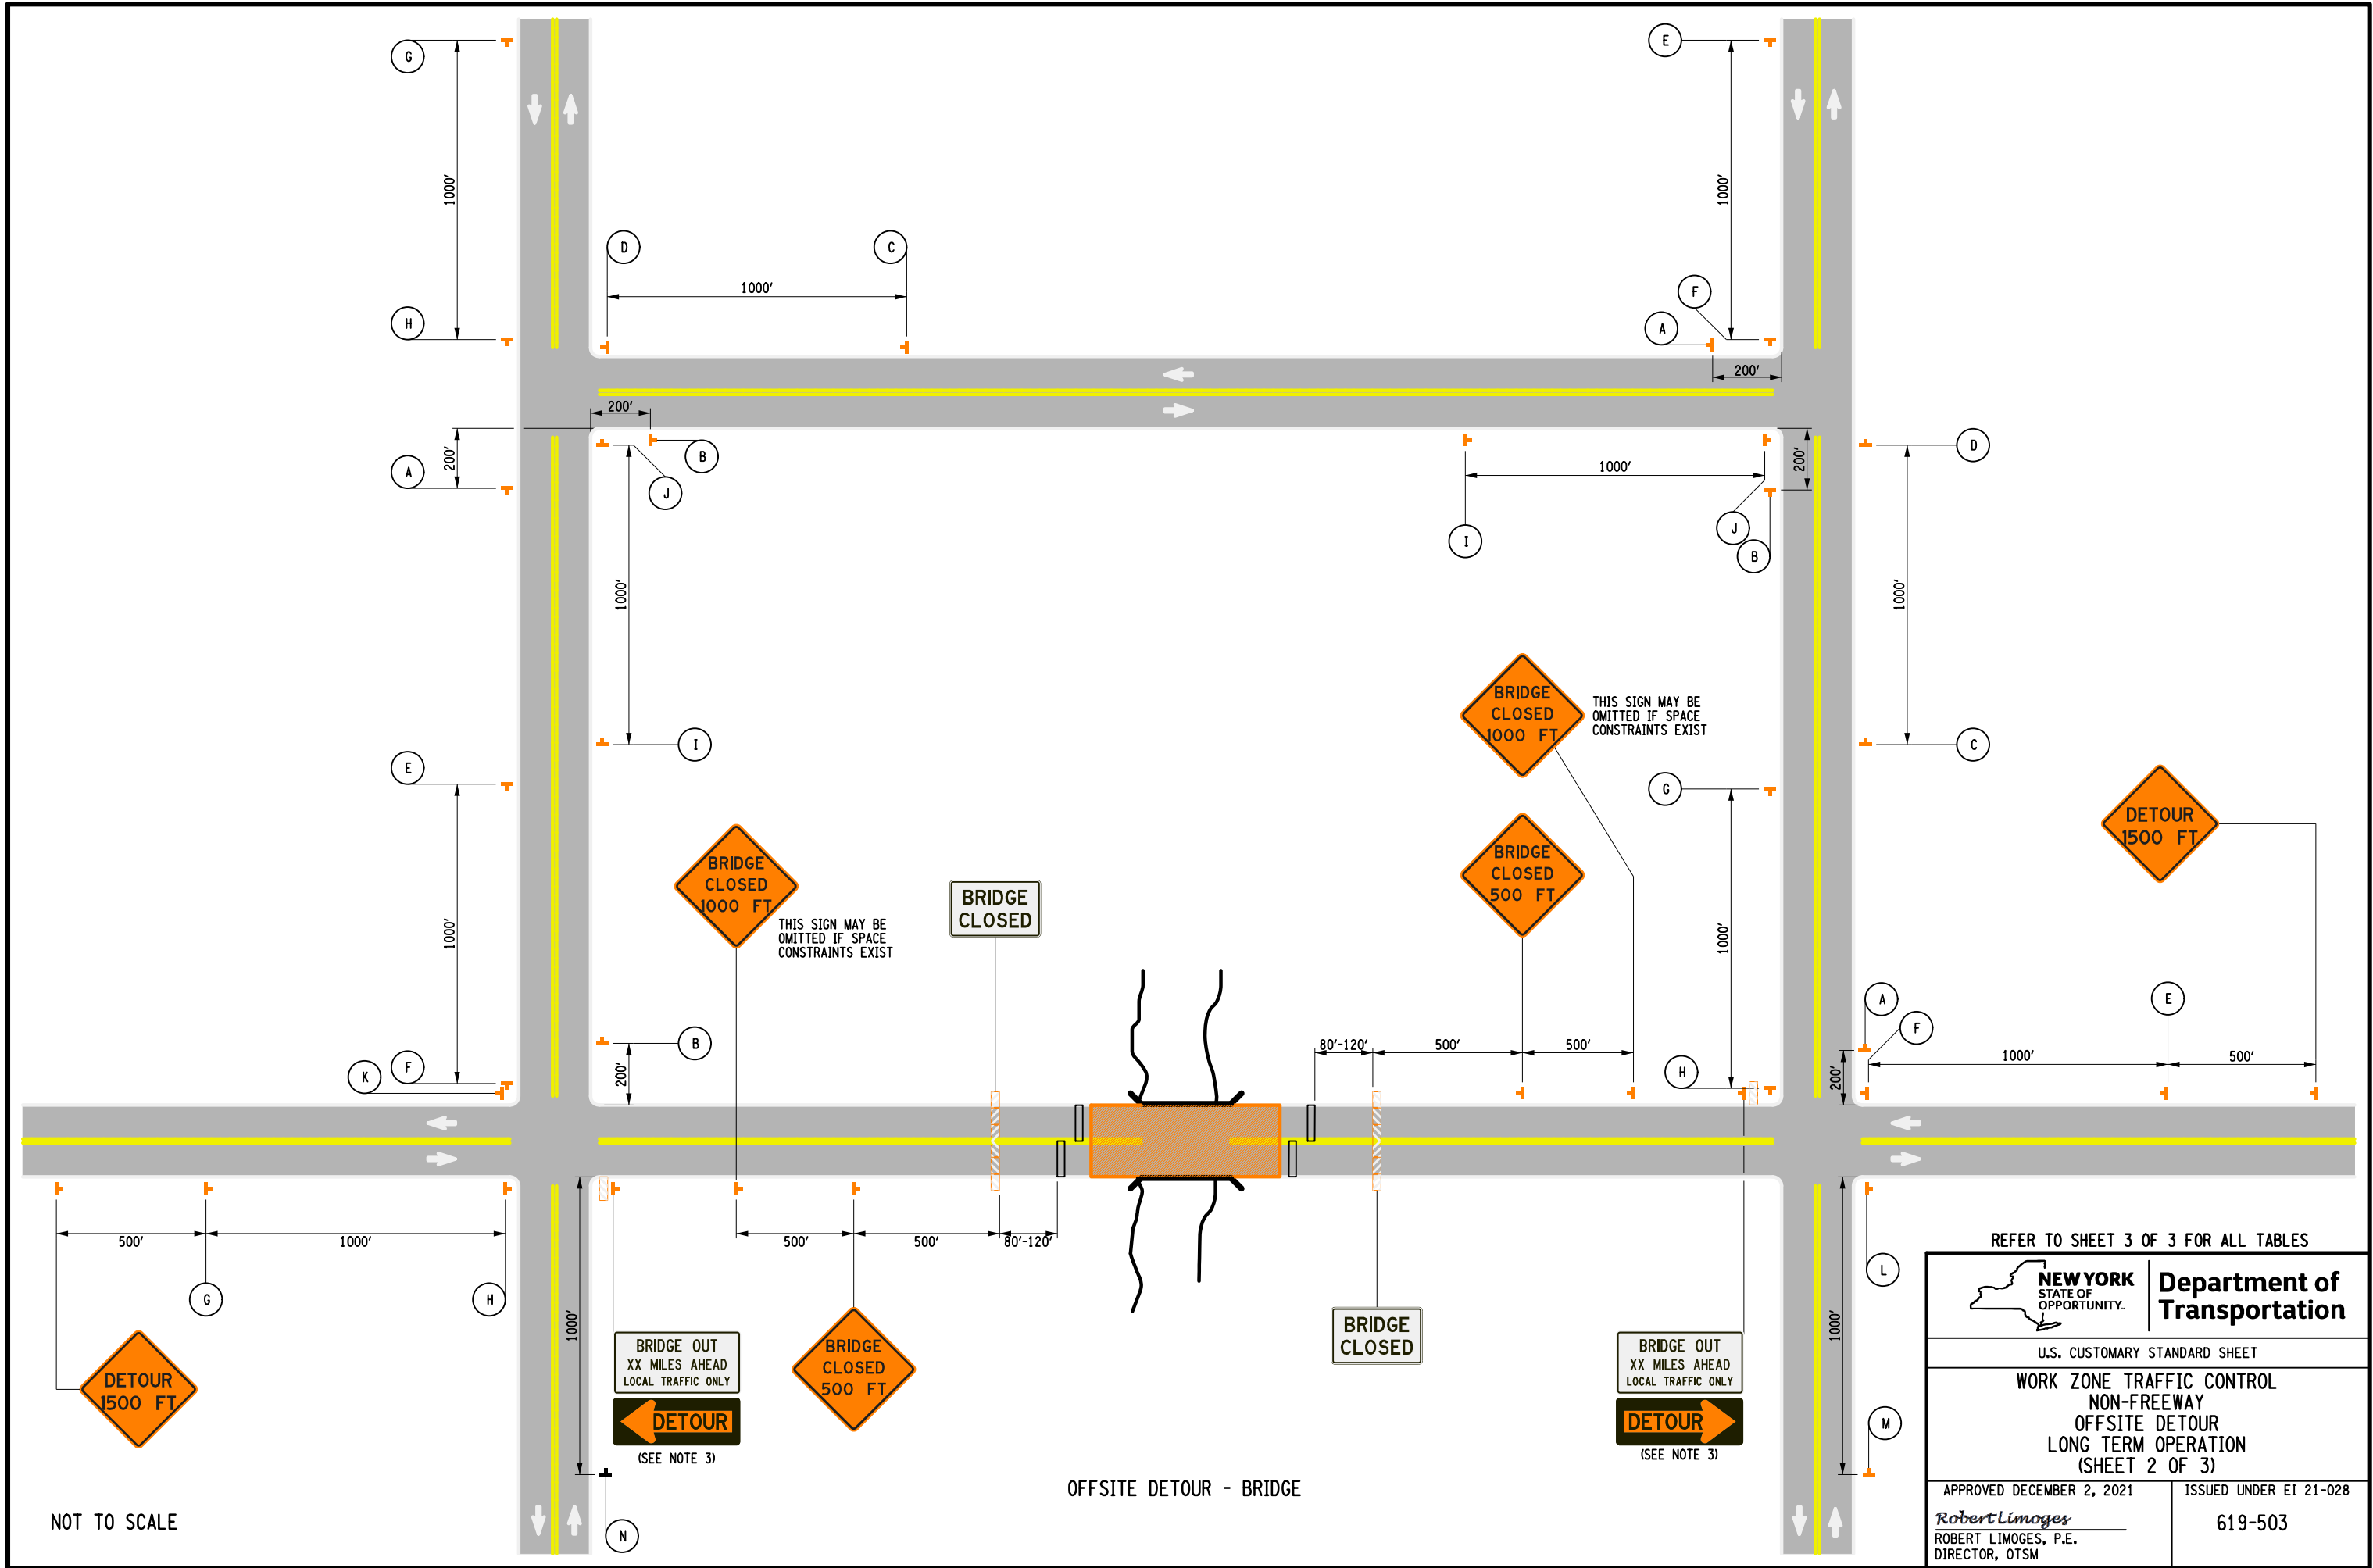 G
E
1000'
1000'
D
C
1000'
F
H
A
200'
200'
A
200'
B
J
D
1000'
200'
I
J
B
1000'
1000'
I
C
E
G
BRIDGE
CLOSED
1000 FT
THIS SIGN MAY BE
OMITTED IF SPACE
CONSTRAINTS EXIST
DETOUR
1500 FT
BRIDGE
CLOSED
1000 FT
THIS SIGN MAY BE
OMITTED IF SPACE
CONSTRAINTS EXIST
BRIDGE
CLOSED
BRIDGE
CLOSED
500 FT
1000'
1000'
A
E
F
B
80'-120'
500'
500'
1000'
500'
K
F
200'
H
200'
500'
1000'
500'
500'
80'-120'
G
H
L
1000'
1000'
M
N
DETOUR
1500 FT
BRIDGE OUT
XX MILES AHEAD
LOCAL TRAFFIC ONLY
DETOUR
(SEE NOTE 3)
BRIDGE
CLOSED
500 FT
BRIDGE
CLOSED
BRIDGE OUT
XX MILES AHEAD
LOCAL TRAFFIC ONLY
DETOUR
(SEE NOTE 3)
NOT TO SCALE
OFFSITE DETOUR - BRIDGE
REFER TO SHEET 3 OF 3 FOR ALL TABLES
NEW YORK
STATE OF
OPPORTUNITY.
Department of
Transportation
U.S. CUSTOMARY STANDARD SHEET
WORK ZONE TRAFFIC CONTROL
NON-FREEWAY
OFFSITE DETOUR
LONG TERM OPERATION
(SHEET 2 OF 3)
APPROVED DECEMBER 2, 2021
Robert Limoges
ROBERT LIMOGES, P.E.
DIRECTOR, OTSM
ISSUED UNDER EI 21-028
619-503